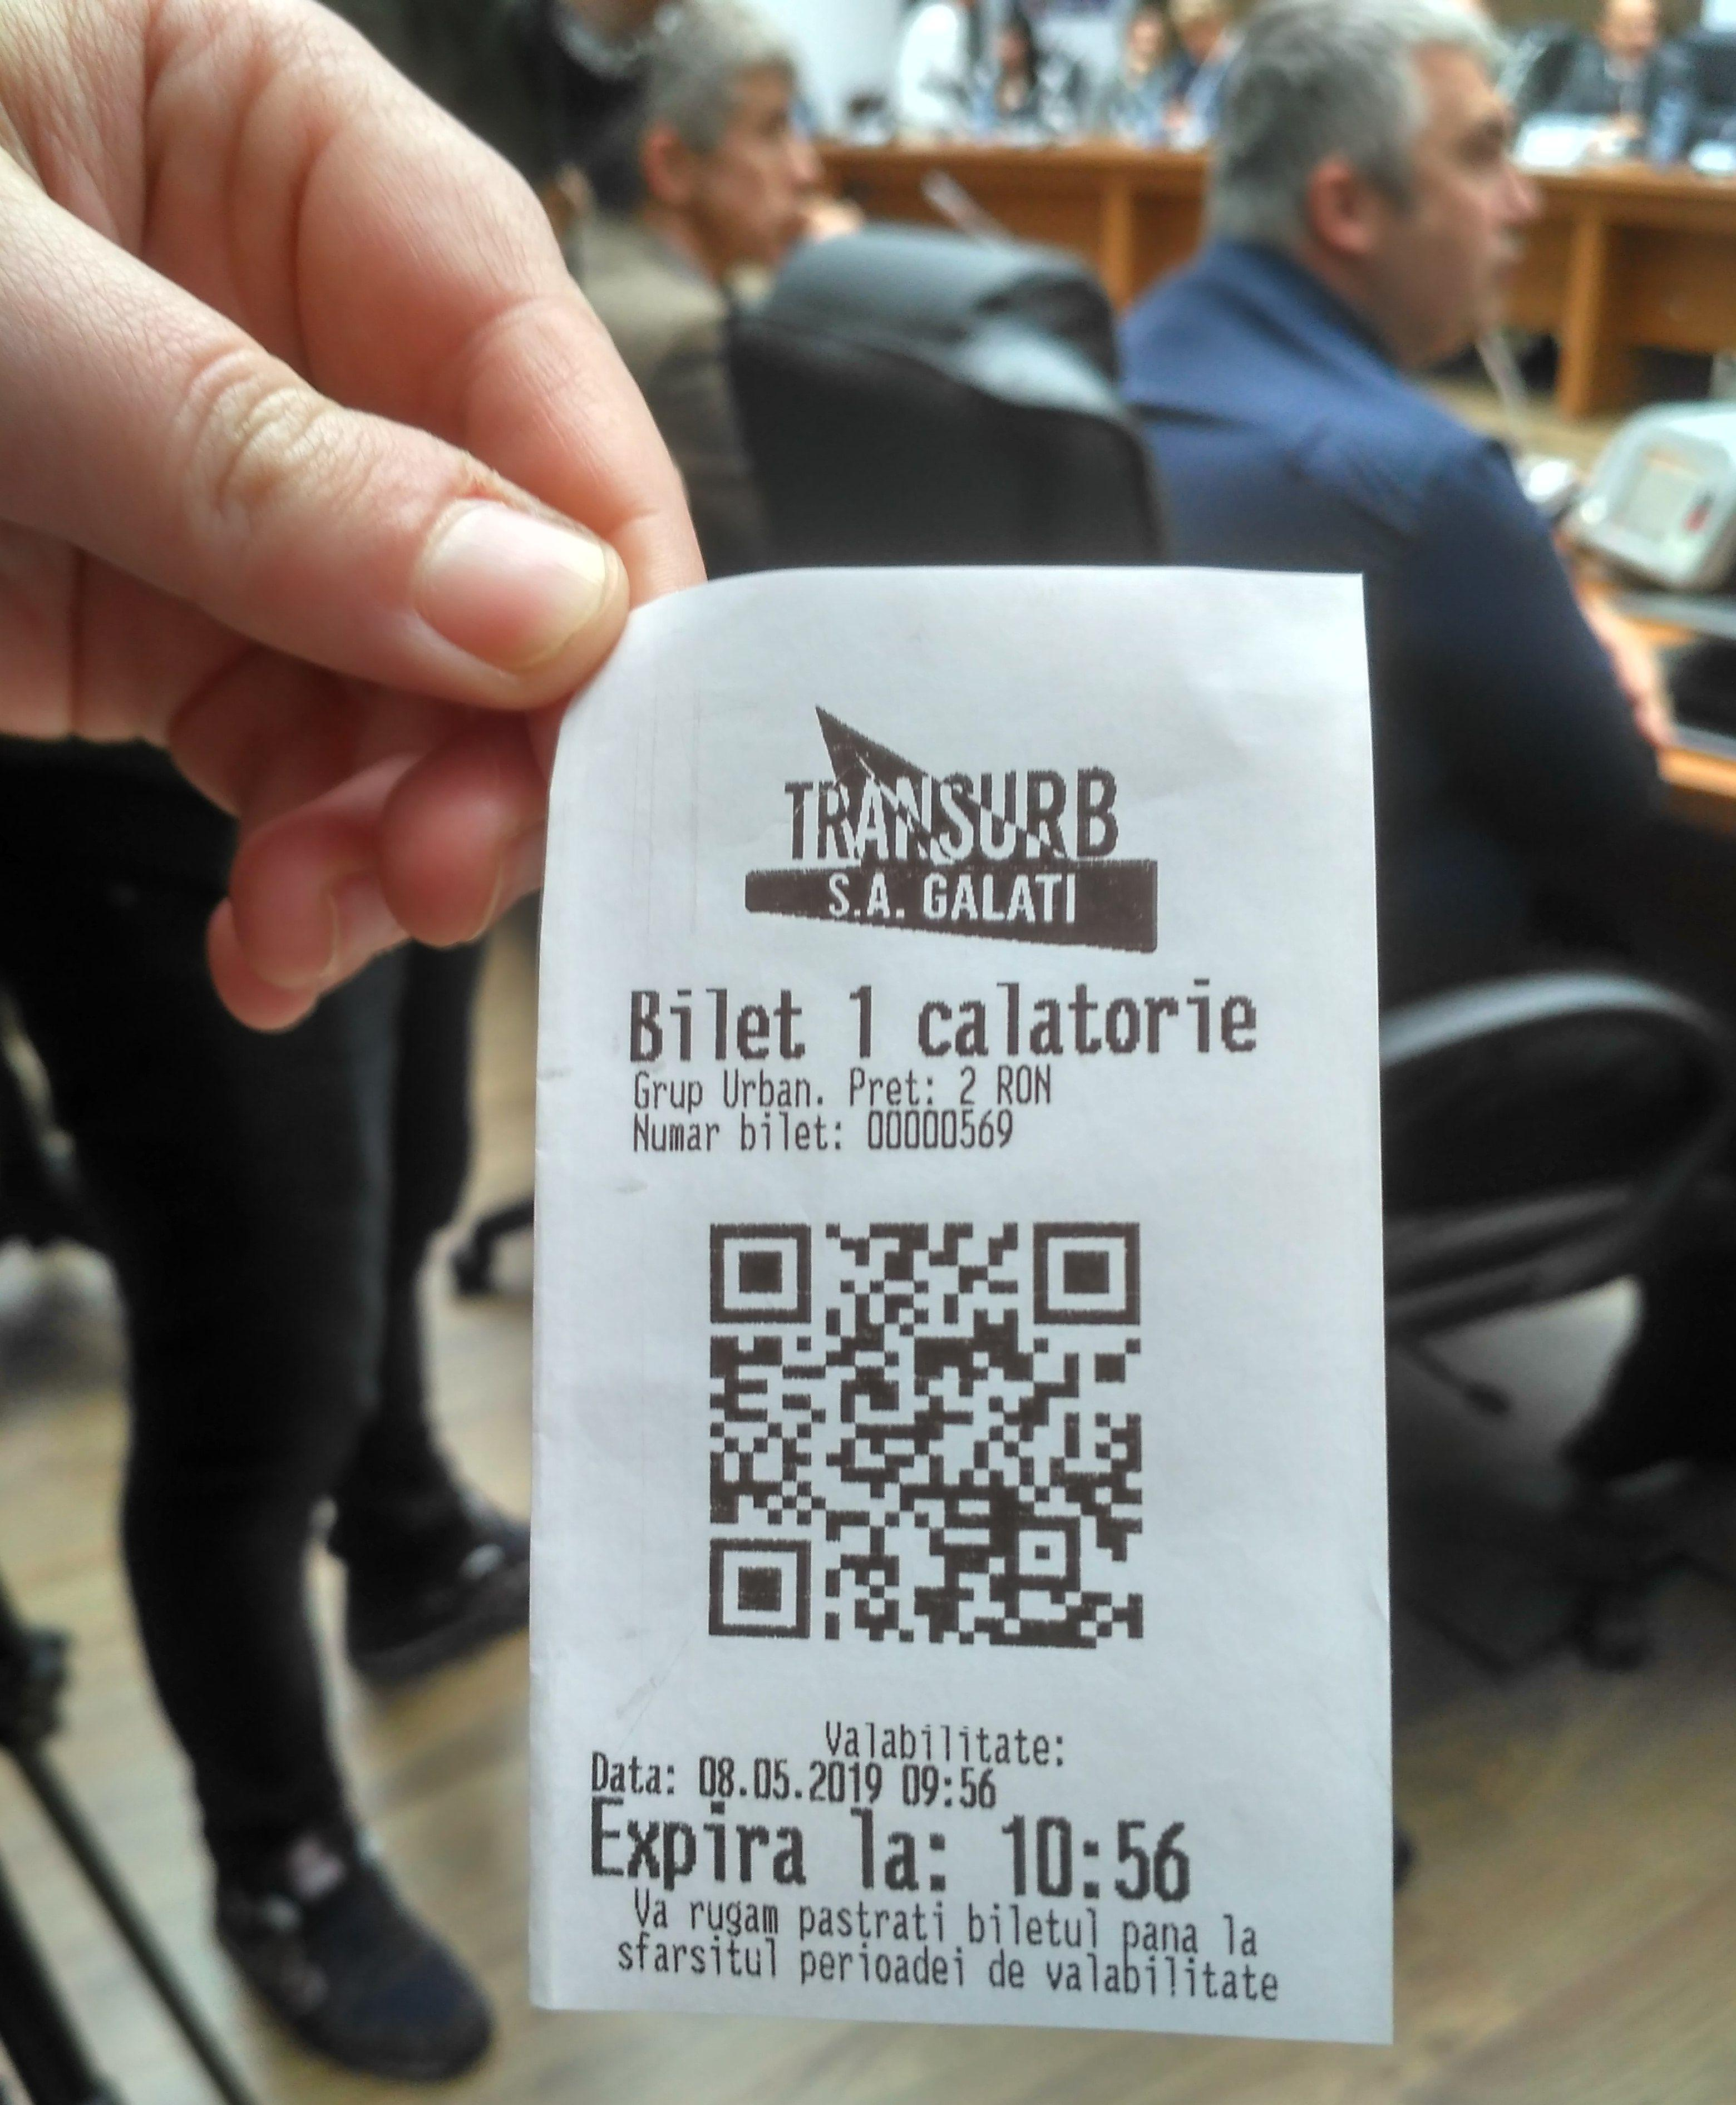 TRANSURB
S.A. GALATI
Bilet 1 calatorie
Grup Urban. Pret: 2 RON
Numar bilet: 00000569
Valabilitate:
Data: 08.05.2019 09:56
Expira la: 10:56
Va rugam pastrati biletul pana la
sfarsitul perioadei de valabilitate